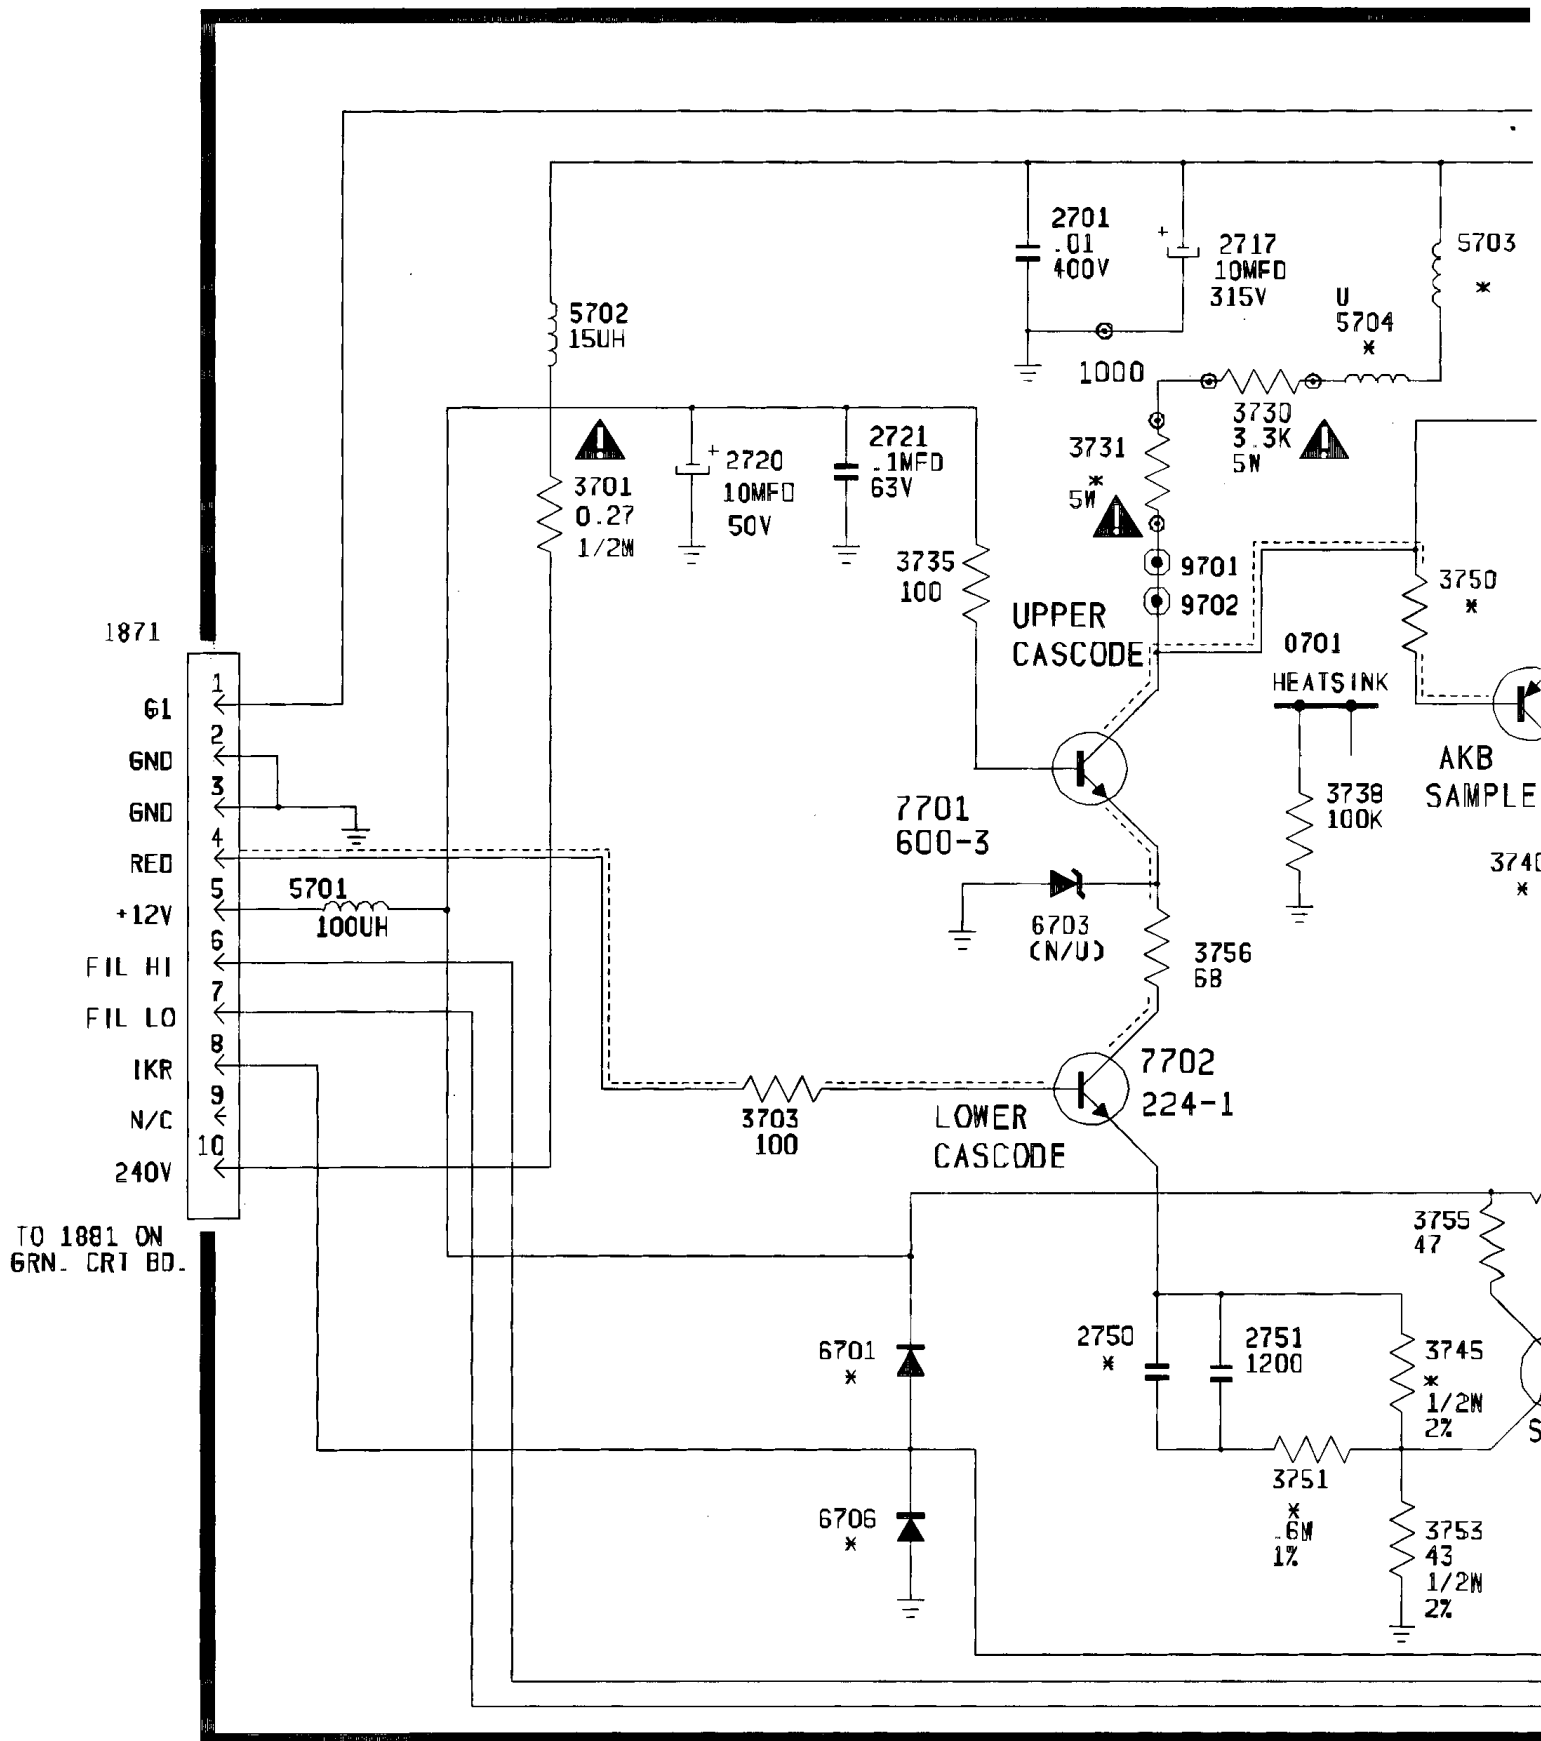 2701
.01
400V
2717
10MFD
315V
5703
*
U
5704
*
5702
15UH
1000
3730
3.3K
5W
3731
*
5W
2721
.1MFD
63V
2720
10MFD
50V
3701
0.27
1/2W
3735
100
9701
9702
3750
*
UPPER
CASCODE
0701
HEATSINK
1871
1
G1
2
GND
3
GND
4
RED
5
+12V
6
FIL HI
7
FIL LO
8
IKR
9
N/C
10
240V
TO 1881 ON
GRN. CRT BD.
5701
100UH
7701
600-3
AKB
SAMPLE
3738
100K
3740
*
6703
(N/U)
3756
68
7702
224-1
3703
100
LOWER
CASCODE
3755
47
6701
*
2750
*
2751
1200
3745
*
1/2W
2%
S
3751
*
.6W
1%
6706
*
3753
43
1/2W
2%